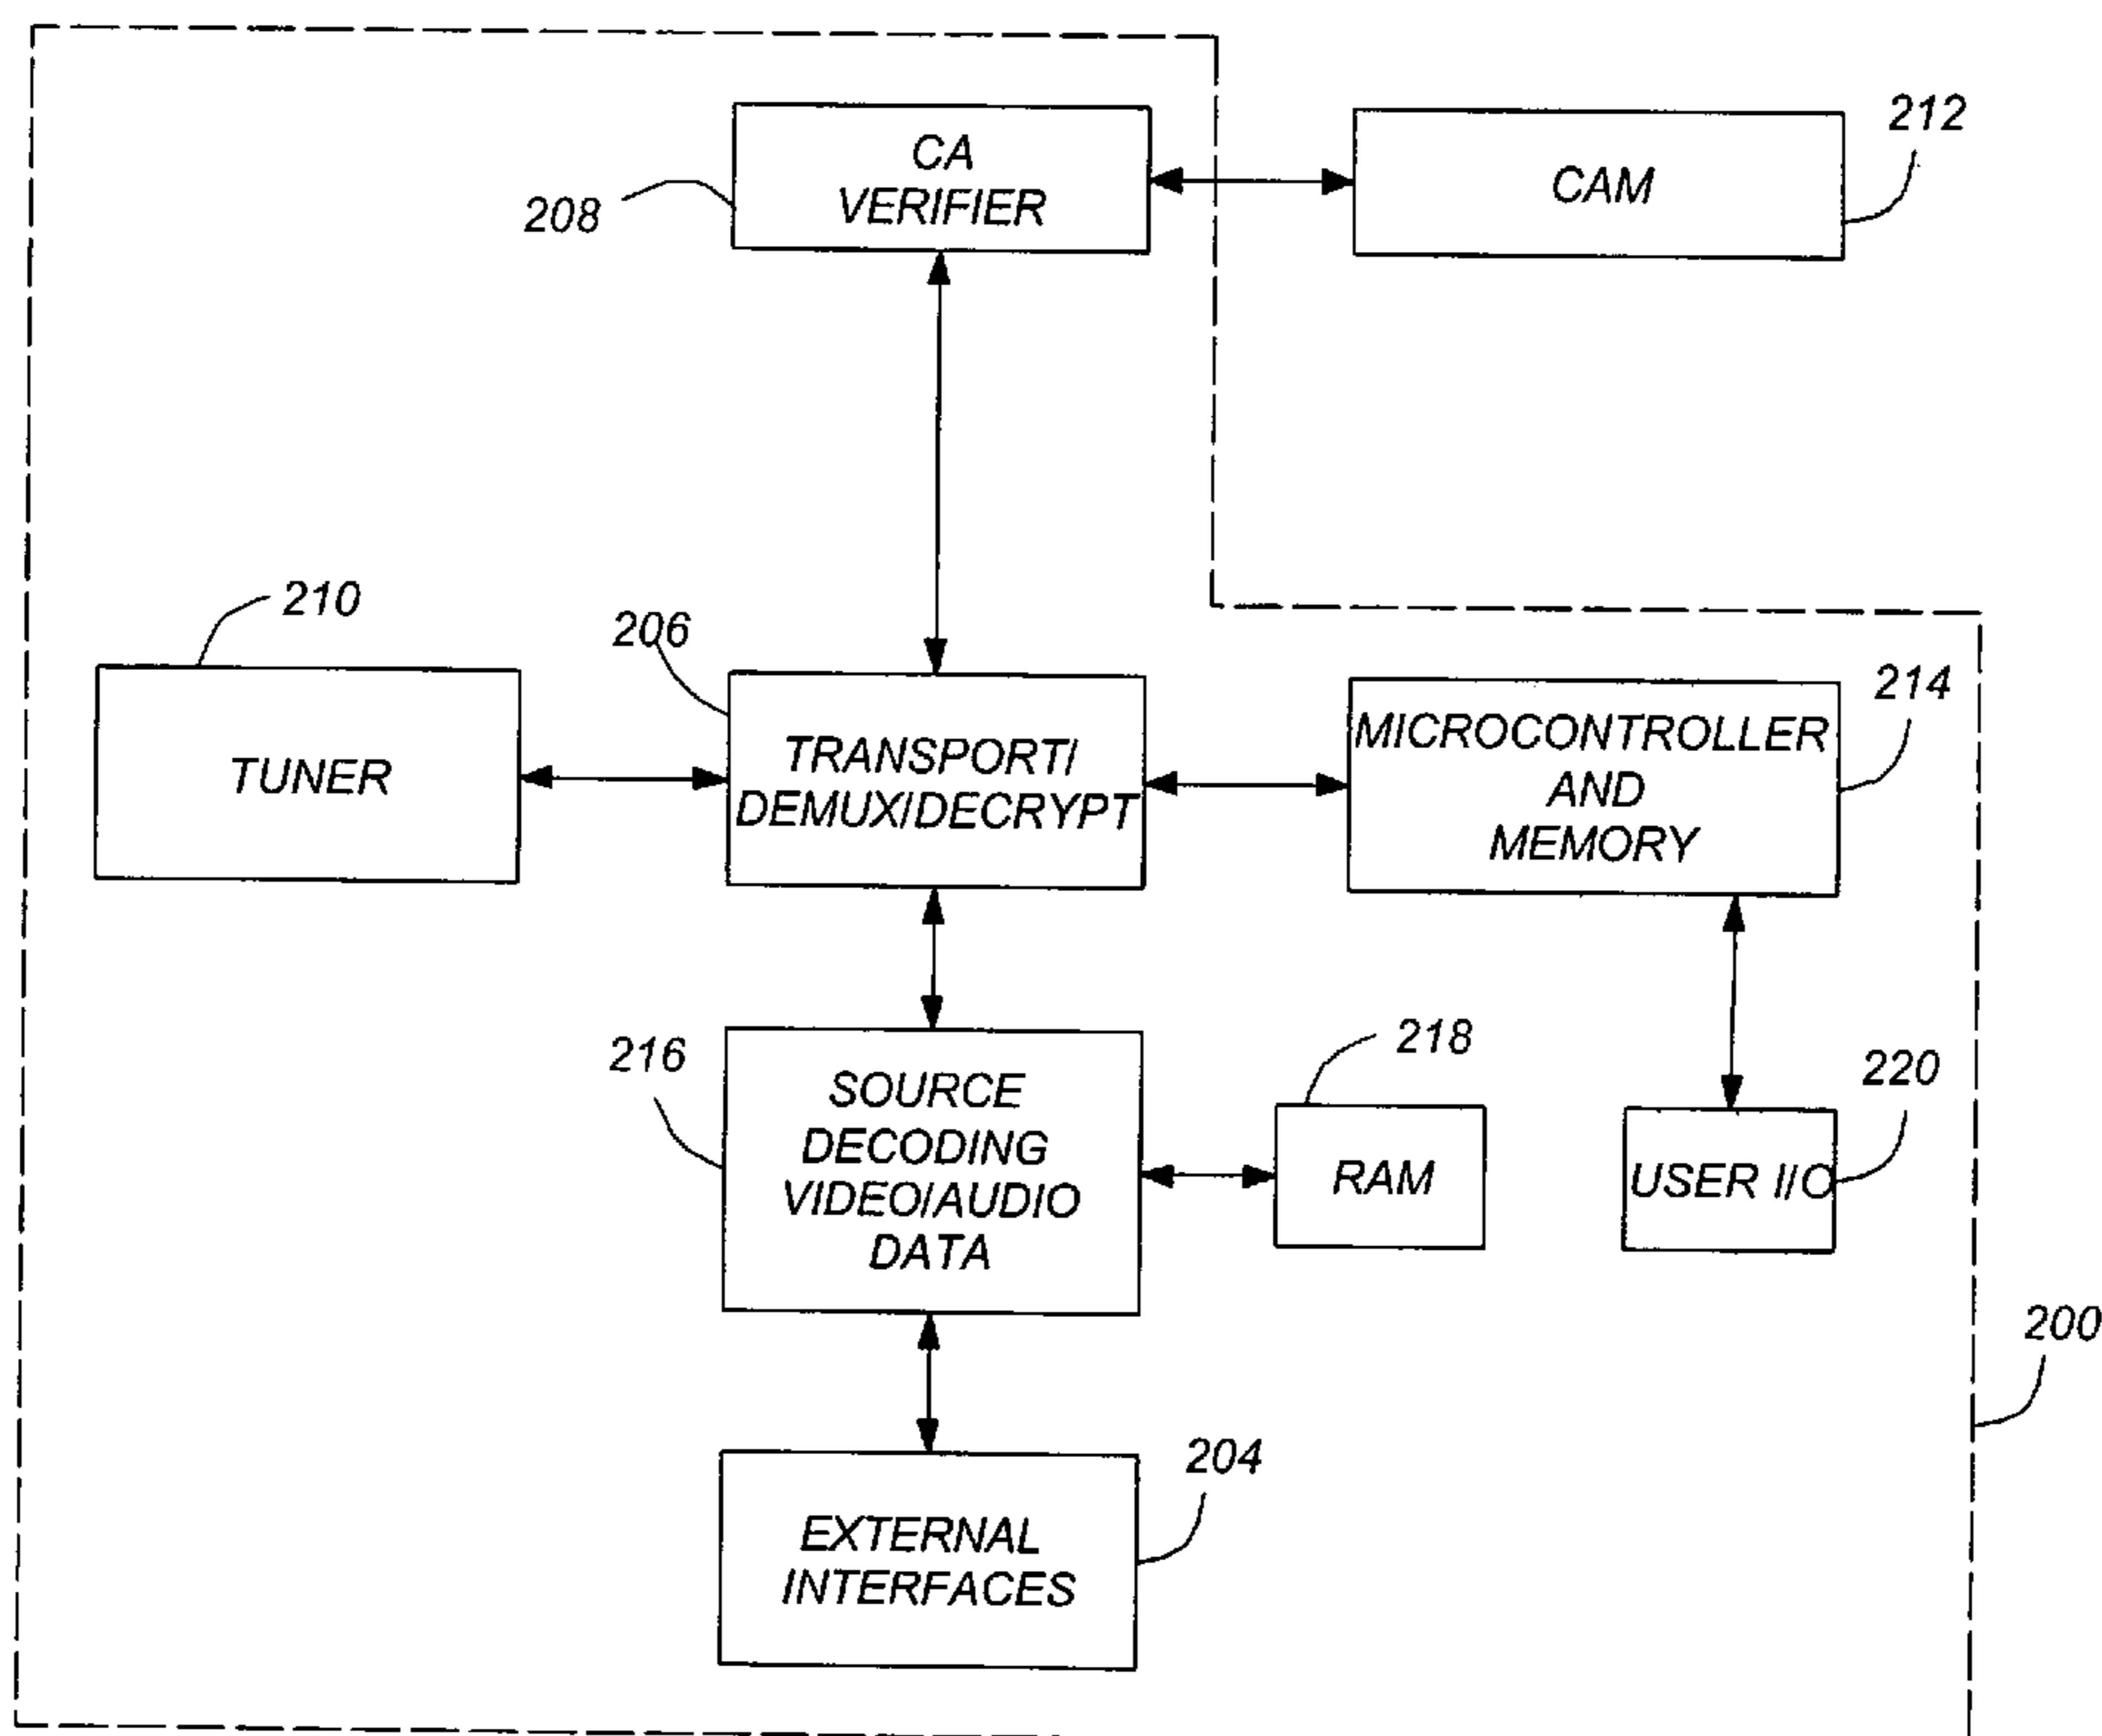 CA
VERIFIER
208
CAM
212
210
TUNER
206
TRANSPORT/
DEMUX/DECRYPT
MICROCONTROLLER
AND
MEMORY
214
216
SOURCE
DECODING
VIDEO/AUDIO
DATA
218
RAM
220
USER I/O
200
204
EXTERNAL
INTERFACES